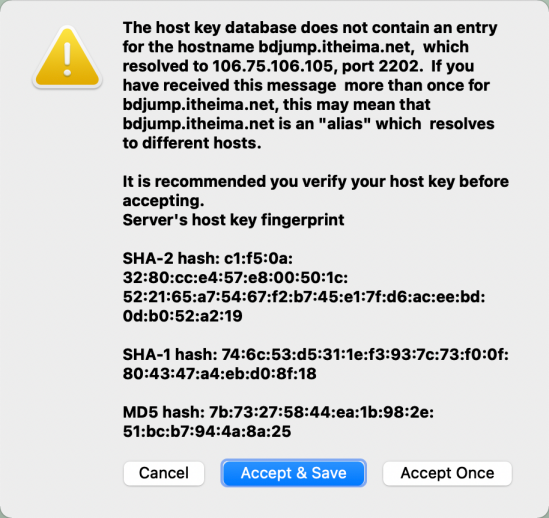 The host key database does not contain an entry
for the hostname bdjump.itheima.net,  which
resolved to 106.75.106.105, port 2202.  If you
have received this message  more than once for
bdjump.itheima.net, this may mean that
bdjump.itheima.net is an "alias" which  resolves
to different hosts.
It is recommended you verify your host key before
accepting.
Server's host key fingerprint
SHA-2 hash: c1:f5:0a:
32:80:cc:e4:57:e8:00:50:1c:
52:21:65:a7:54:67:f2:b7:45:e1:7f:d6:ac:ee:bd:
0d:b0:52:a2:19
SHA-1 hash: 74:6c:53:d5:31:1e:f3:93:7c:73:f0:0f:
80:43:47:a4:eb:d0:8f:18
MD5 hash: 7b:73:27:58:44:ea:1b:98:2e:
51:bc:b7:94:4a:8a:25
Cancel
Accept & Save
Accept Once